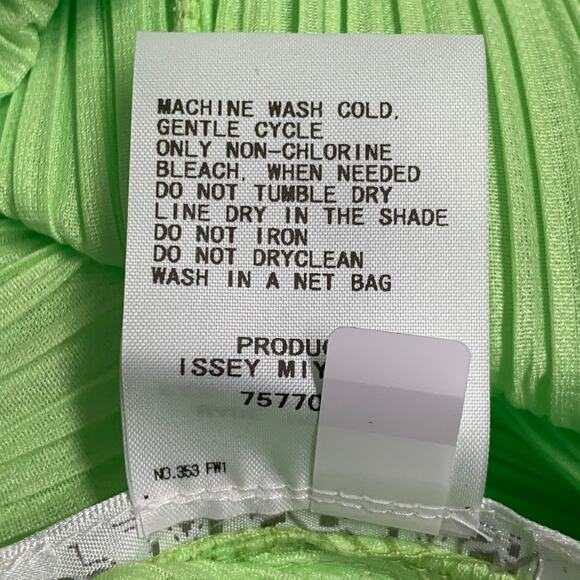 MACHINE WASH COLD,
GENTLE CYCLE
ONLY NON-CHLORINE
BLEACH, WHEN NEEDED
DO NOT TUMBLE DRY
LINE DRY IN THE SHADE
DO NOT IRON
DO NOT DRYCLEAN
WASH IN A NET BAG
ISSEY
NO.353 FW1